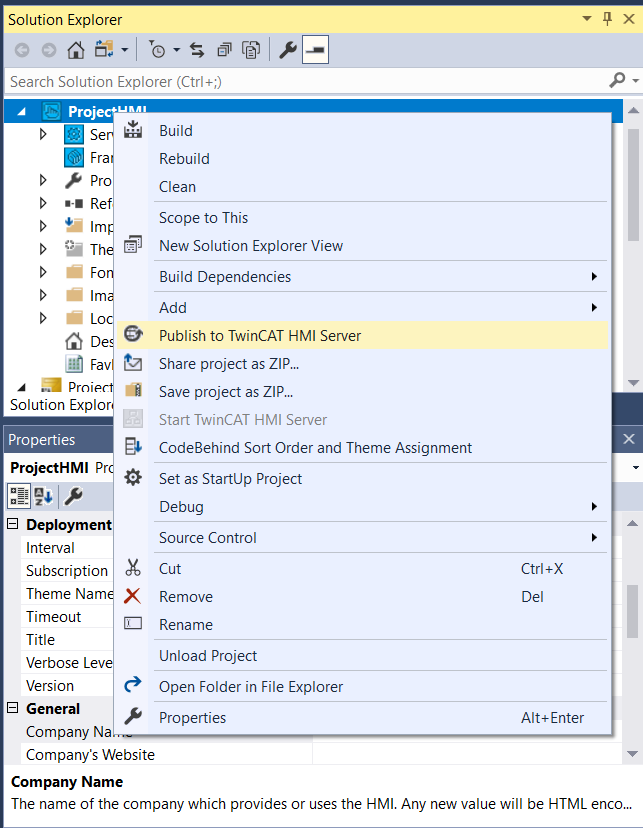 Solution Explorer
Search Solution Explorer (Ctrl+;)
ProjectHMI
Ser
Build
Fra
Rebuild
Pro
Clean
Refe
Scope to This
Imp
The
New Solution Explorer View
Fon
Build Dependencies
Ima
Add
Loc
Publish to TwinCAT HMI Server
Des
Favi
Share project as ZIP...
Project
Save project as ZIP...
Solution Explore
Start TwinCAT HMI Server
Properties
CodeBehind Sort Order and Theme Assignment
ProjectHMI Pro
Set as StartUp Project
Debug
Deployment
Source Control
Interval
Subscription
Cut Ctrl+X
Theme Name
Remove Del
Timeout
Rename
Title
Verbose Leve
Unload Project
Version
Open Folder in File Explorer
General
Properties Alt+Enter
Company Name
Company's Website
Company Name
The name of the company which provides or uses the HMI. Any new value will be HTML enco...